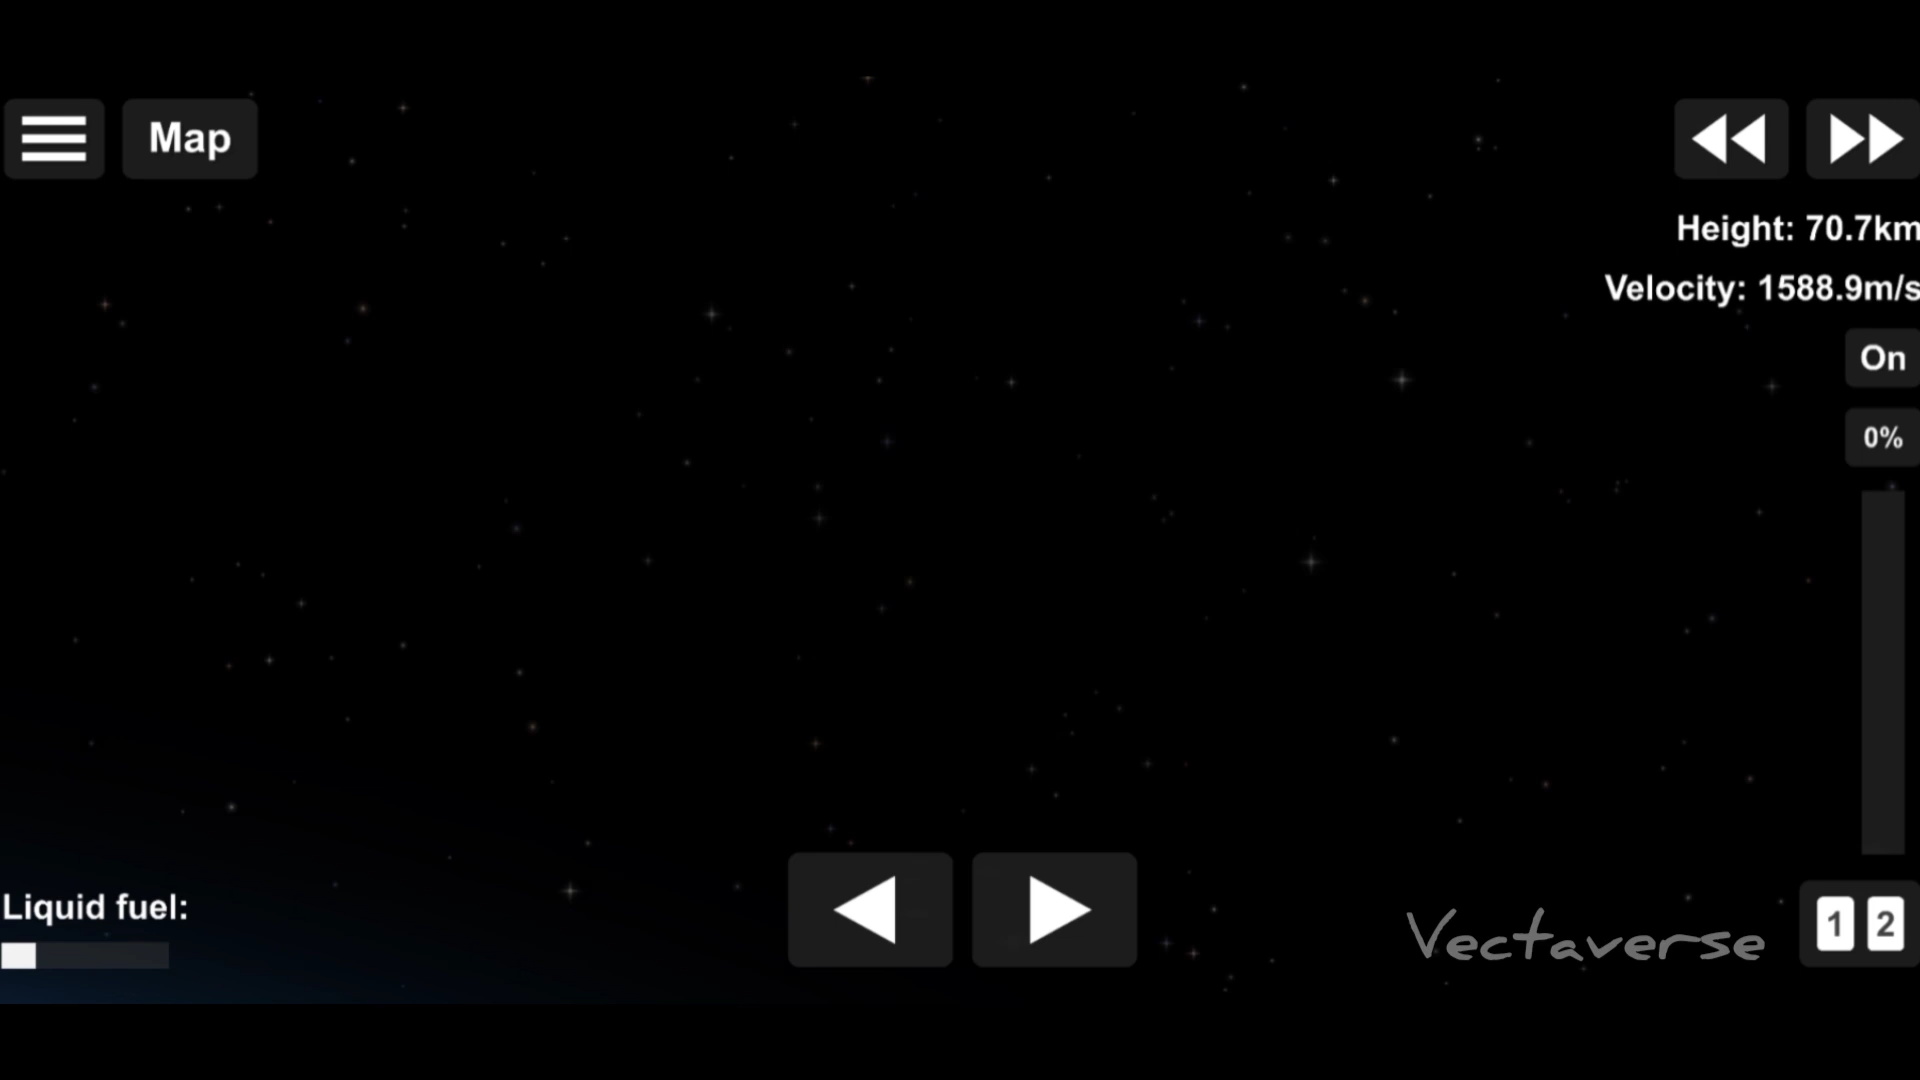 Map
Height: 70.7km
Velocity: 1588.9m/s
On
0%
Liquid fuel:
Vectaverse
1 2